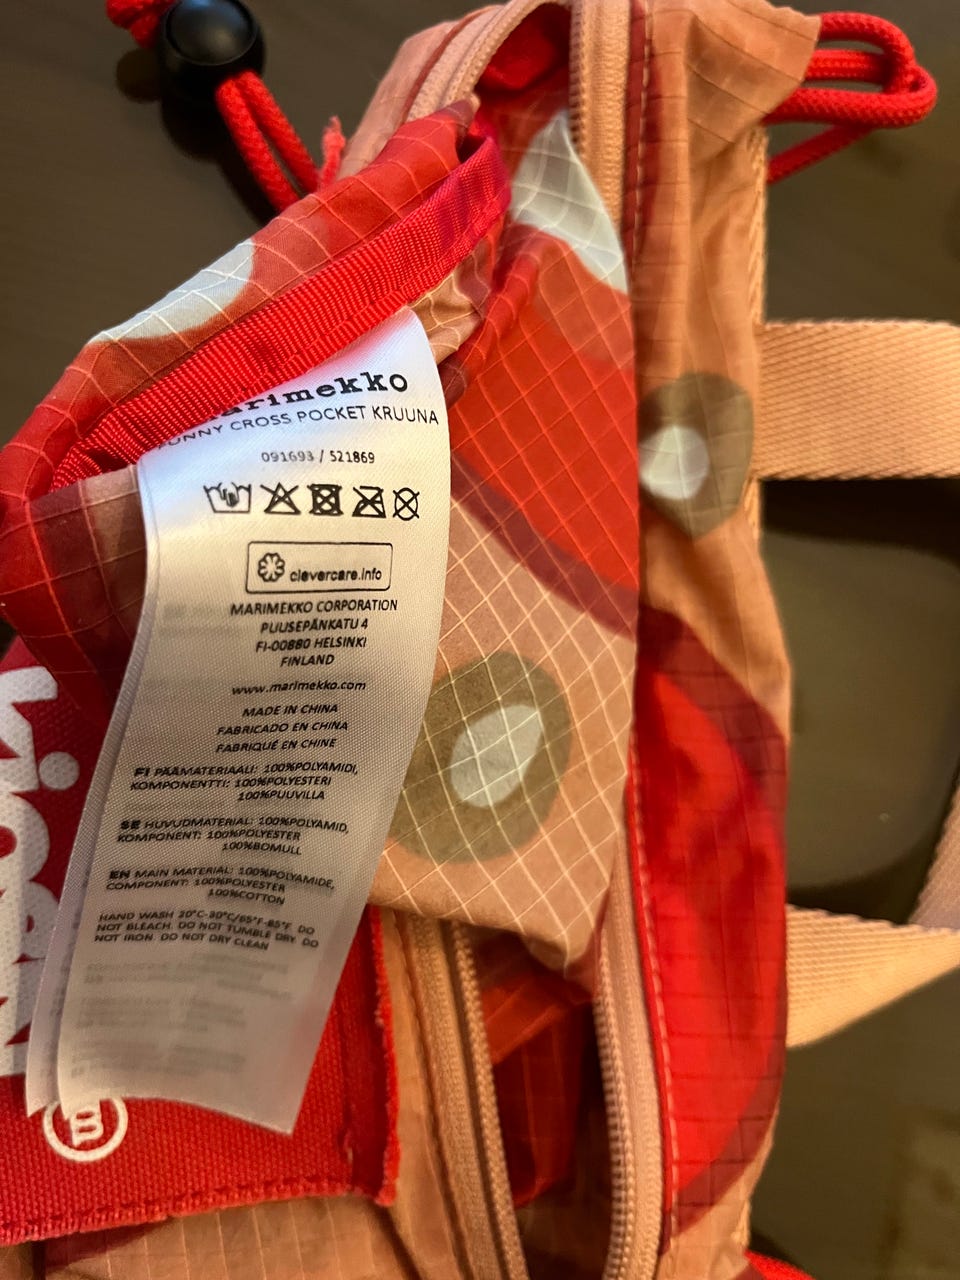 marimekko
FUNNY CROSS POCKET KRUUNA
091693 / 521869
clevercare.info
MARIMEKKO CORPORATION
PUUSEPÄNKATU 4
FI-00880 HELSINKI
FINLAND
www.marimekko.com
MADE IN CHINA
FABRICADO EN CHINA
FABRIQUÉ EN CHINE
FI PÄÄMATERIAALI: 100%POLYAMIDI,
KOMPONENTTI: 100%POLYESTERI
100%PUUVILLA
SE HUVUDMATERIAL: 100%POLYAMID,
KOMPONENT: 100%POLYESTER
100%BOMULL
EN MAIN MATERIAL: 100%POLYAMIDE,
COMPONENT: 100%POLYESTER
100%COTTON
HAND WASH 20°C-30°C/65°F-85°F DO
NOT BLEACH. DO NOT TUMBLE DRY. DO
NOT IRON. DO NOT DRY CLEAN
B